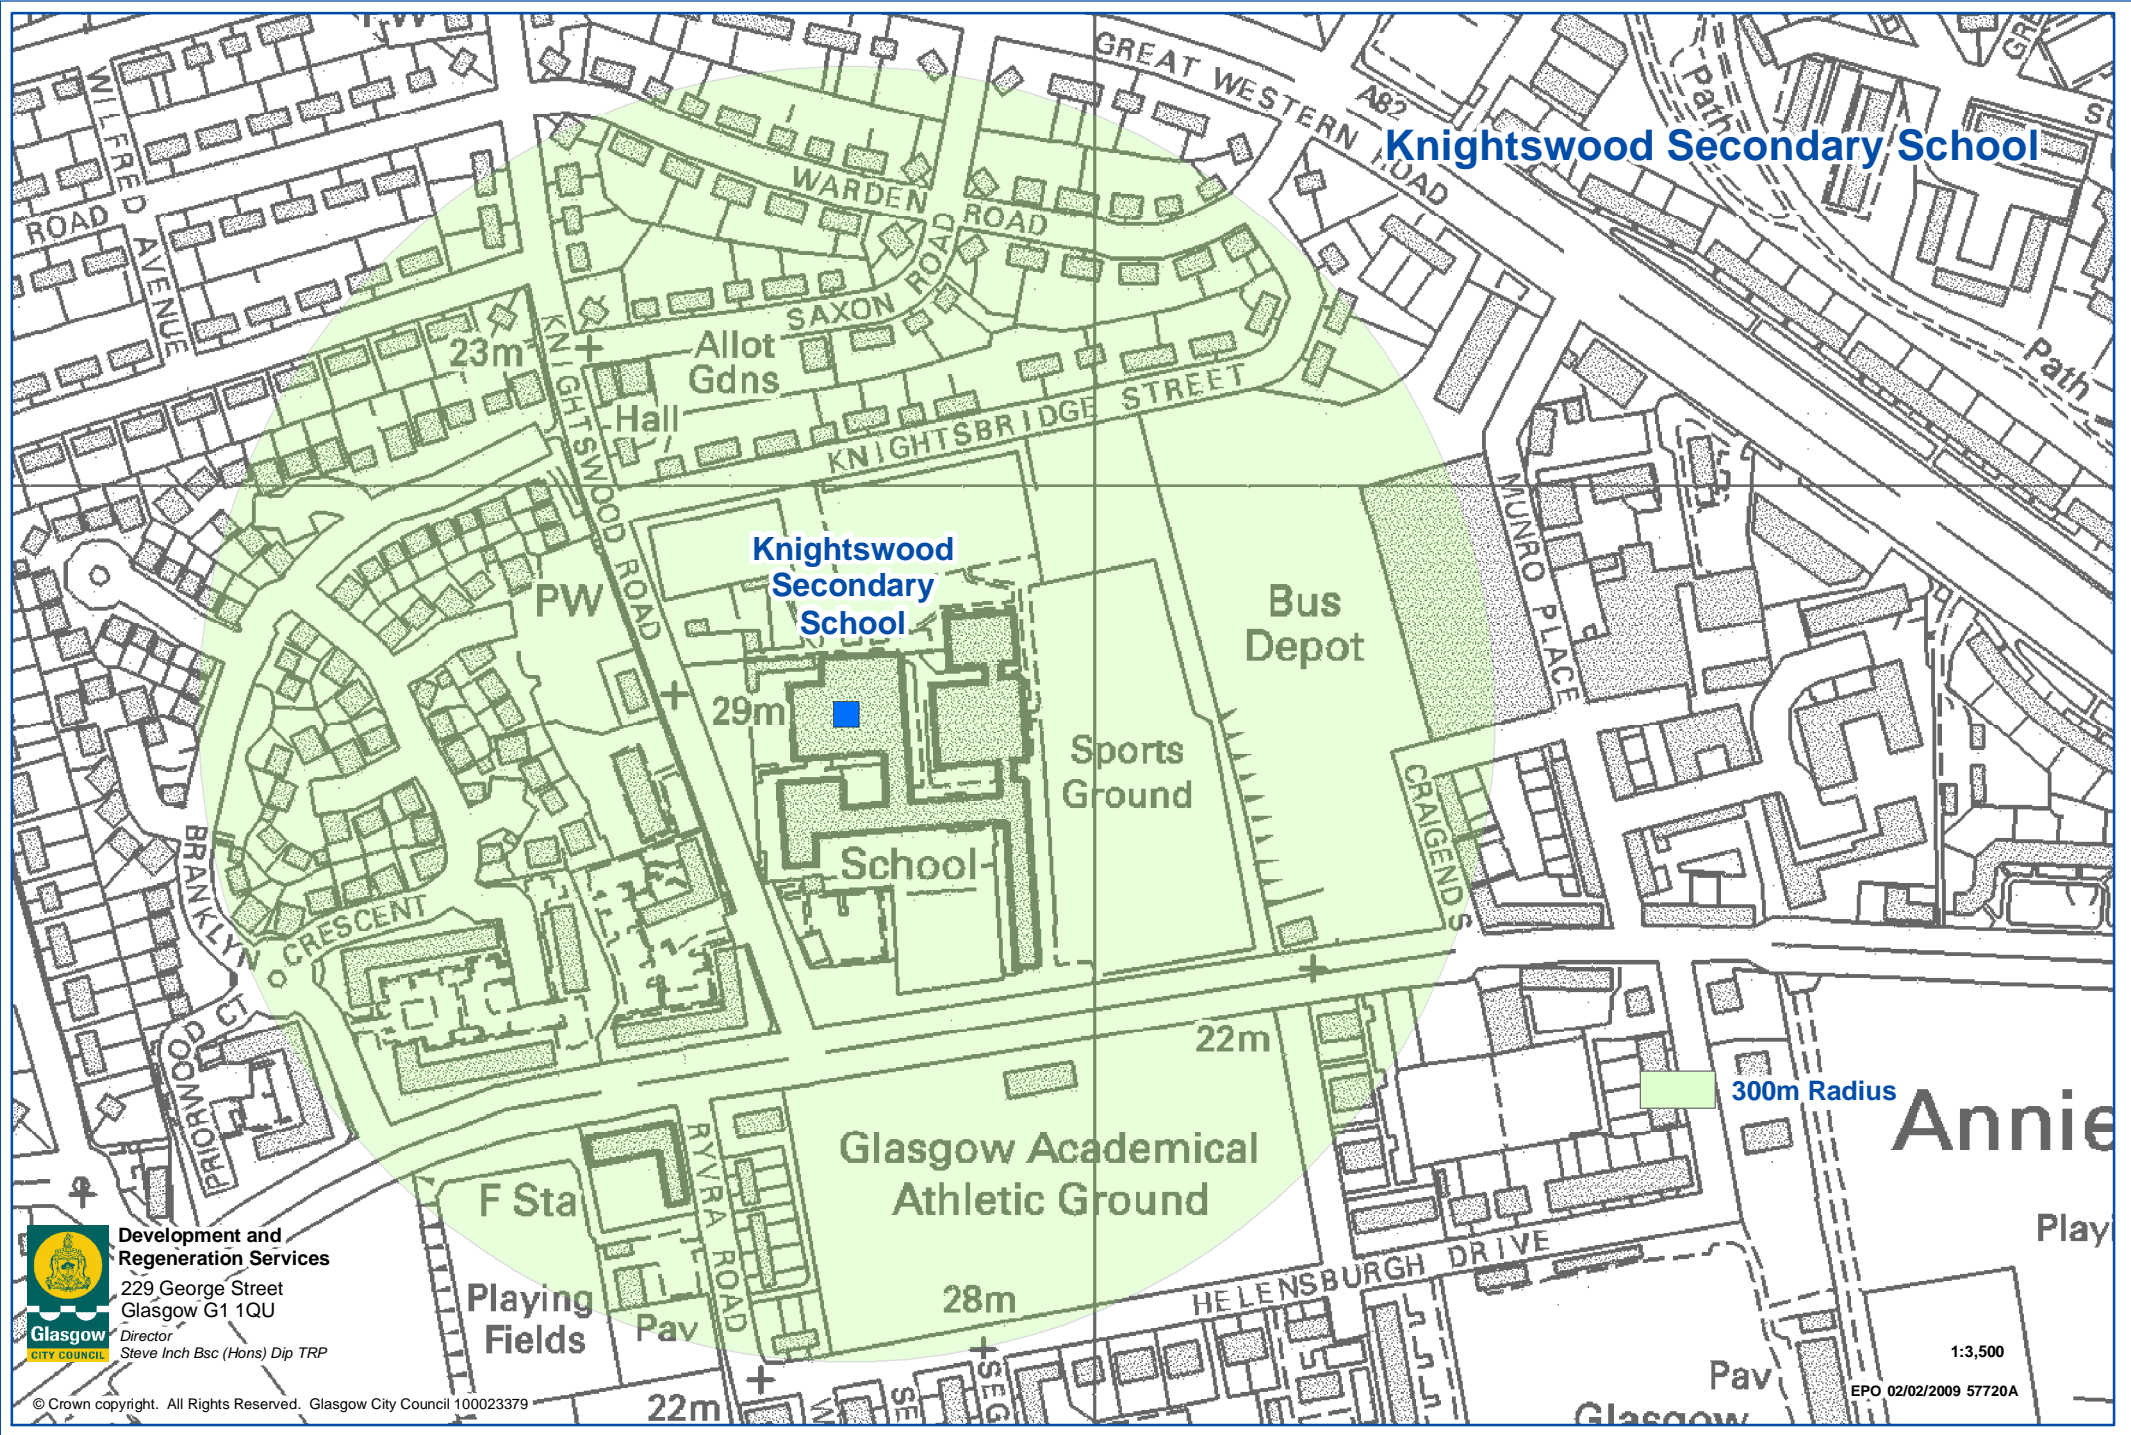 GREAT WESTERN ROAD
A82
Path
Knightswood Secondary School
WILFRED AVENUE
ROAD
WARDEN ROAD
SAXON ROAD
23m
KNIGHTSWOOD ROAD
Allot
Gdns
Hall
KNIGHTSBRIDGE STREET
Path
MUNRO PLACE
Knightswood
Secondary
School
PW
Bus
Depot
29m
Sports
Ground
CRAIGENDS
School
BRANKLYN CRESCENT
PRIORWOOD CT
22m
300m Radius
Annie
Glasgow Academical
Athletic Ground
RYVRA ROAD
F Sta
HELENSBURGH DRIVE
Play
Playing
Fields
Pav
28m
22m
SE
SEG
Pav
Glasgow
Development and
Regeneration Services
229 George Street
Glasgow G1 1QU
Director
Steve Inch Bsc (Hons) Dip TRP
Glasgow
CITY COUNCIL
1:3,500
EPO 02/02/2009 57720A
© Crown copyright. All Rights Reserved. Glasgow City Council 100023379